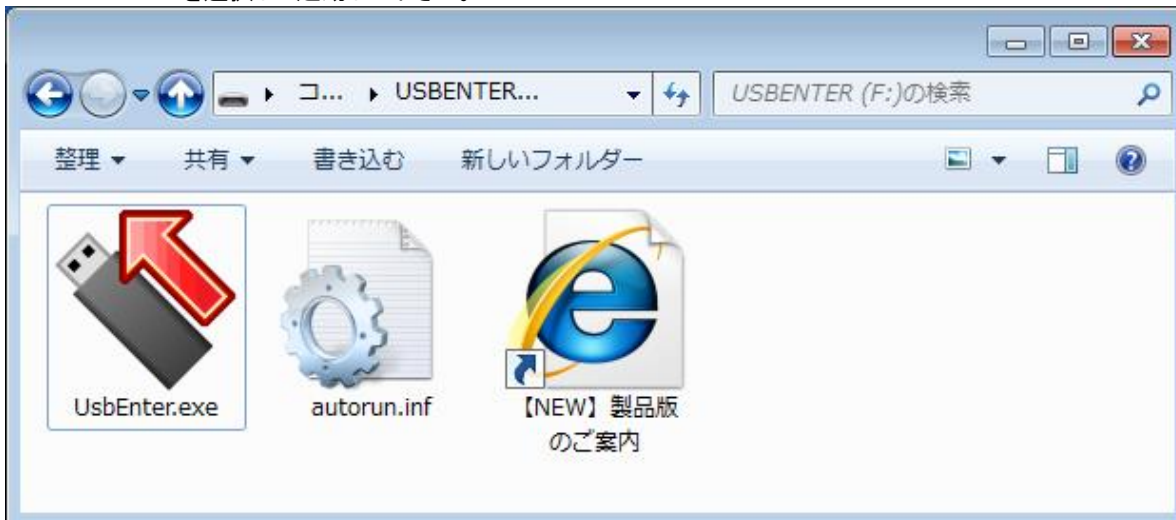 コ... ▸ USBENTER...
USBENTER (F:)の検索
整理 ▼ 共有 ▼ 書き込む 新しいフォルダー
UsbEnter.exe
autorun.inf
【NEW】製品版
のご案内